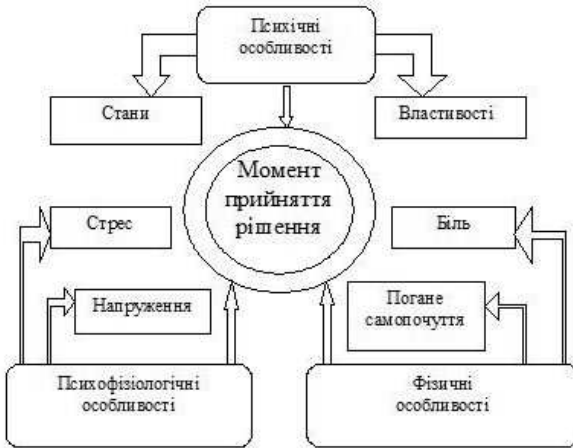 Психічні
особливості
Стани
Властивості
Момент
прийняття
рішення
Стрес
Біль
Напруження
Погане
самопочуття
Психофізіологічні
особливості
Фізичні
особливості